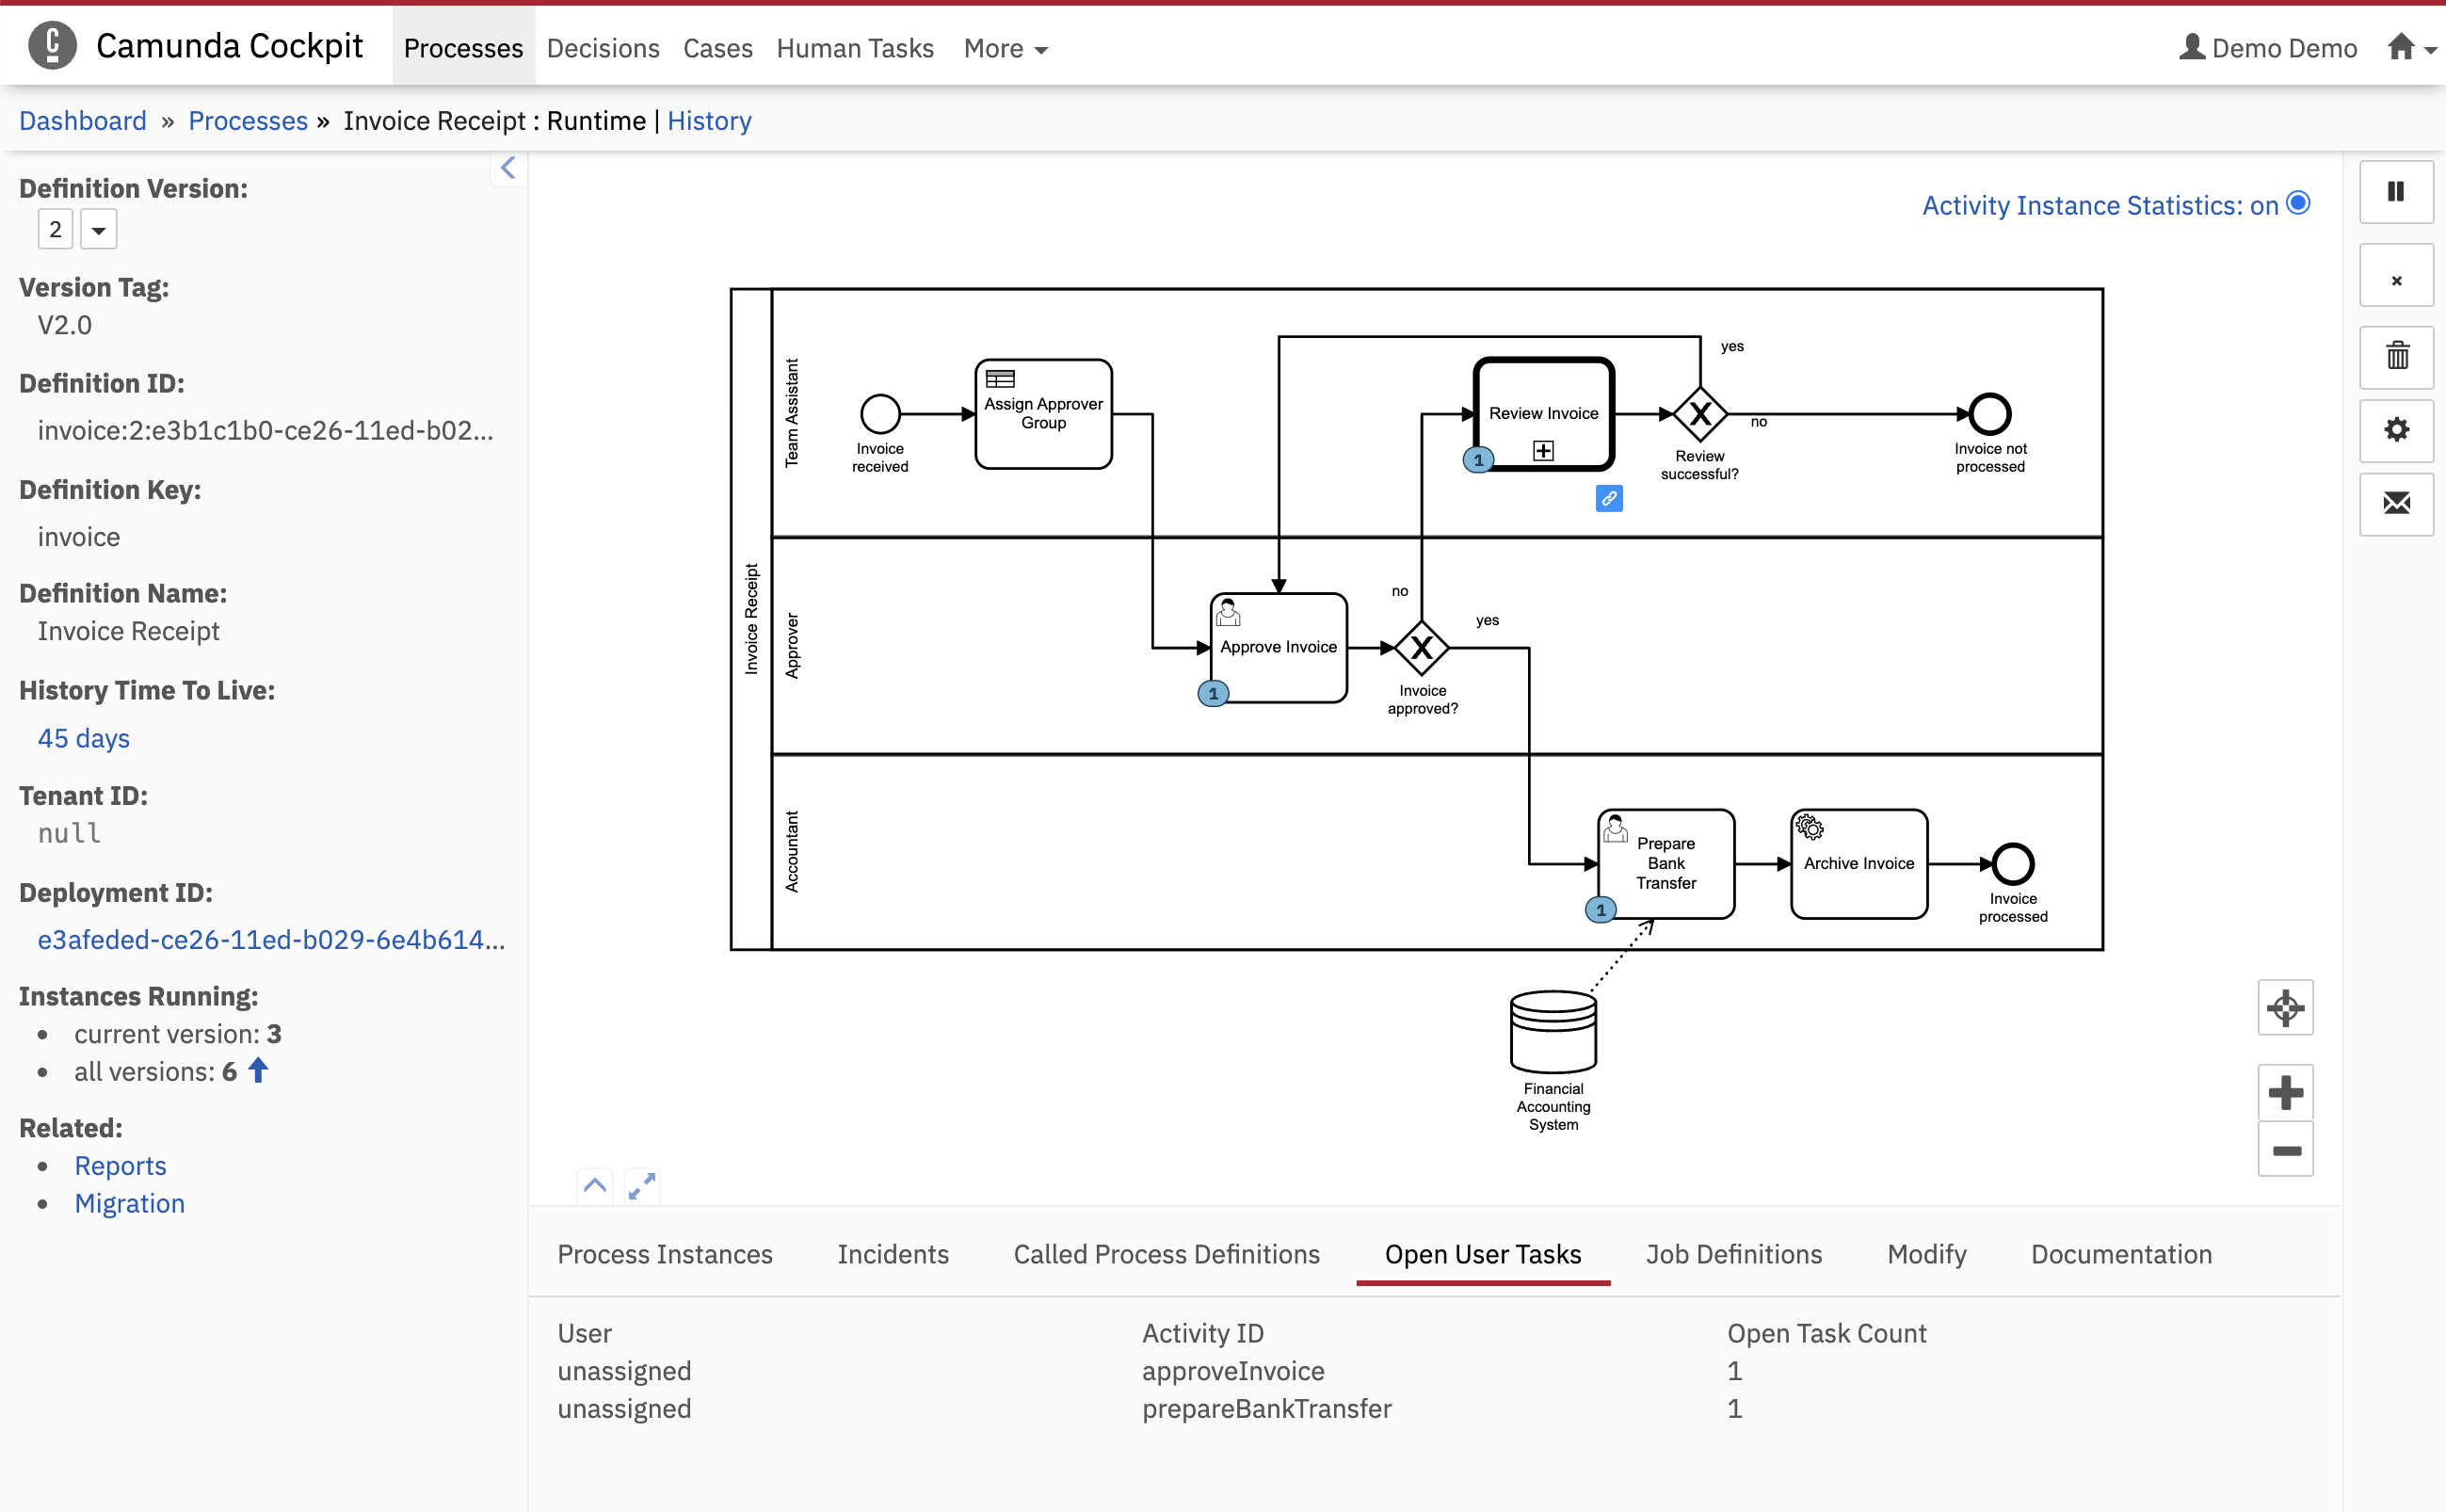 Camunda Cockpit Processes Decisions Cases Human Tasks More Demo Demo
Dashboard » Processes » Invoice Receipt : Runtime | History
Definition Version:
2
Version Tag:
V2.0
Definition ID:
invoice:2:e3b1c1b0-ce26-11ed-b02...
Definition Key:
invoice
Definition Name:
Invoice Receipt
History Time To Live:
45 days
Tenant ID:
null
Deployment ID:
e3afeded-ce26-11ed-b029-6e4b614...
Instances Running:
current version: 3
all versions: 6
Related:
Reports
Migration
Activity Instance Statistics: on
Invoice Receipt
Team Assistant
Invoice
received
Assign Approver
Group
Review Invoice
1
yes
no
Review
successful?
Invoice not
processed
Approver
Approve Invoice
1
no
yes
Invoice
approved?
Accountant
Prepare
Bank
Transfer
1
Archive Invoice
Invoice
processed
Financial
Accounting
System
Process Instances Incidents Called Process Definitions Open User Tasks Job Definitions Modify Documentation
User Activity ID Open Task Count
unassigned approveInvoice 1
unassigned prepareBankTransfer 1